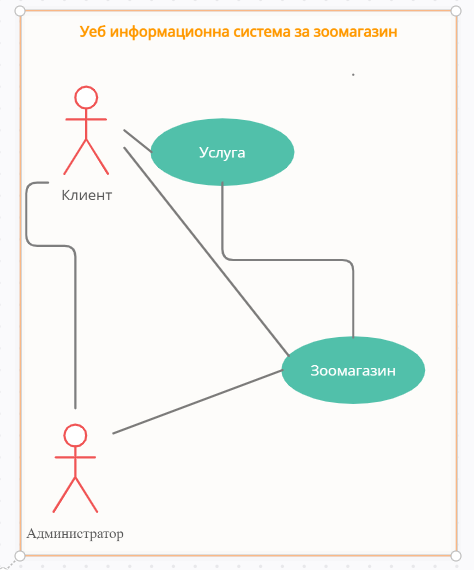 Уеб информационна система за зоомагазин
Клиент
Услуга
Зоомагазин
Администратор